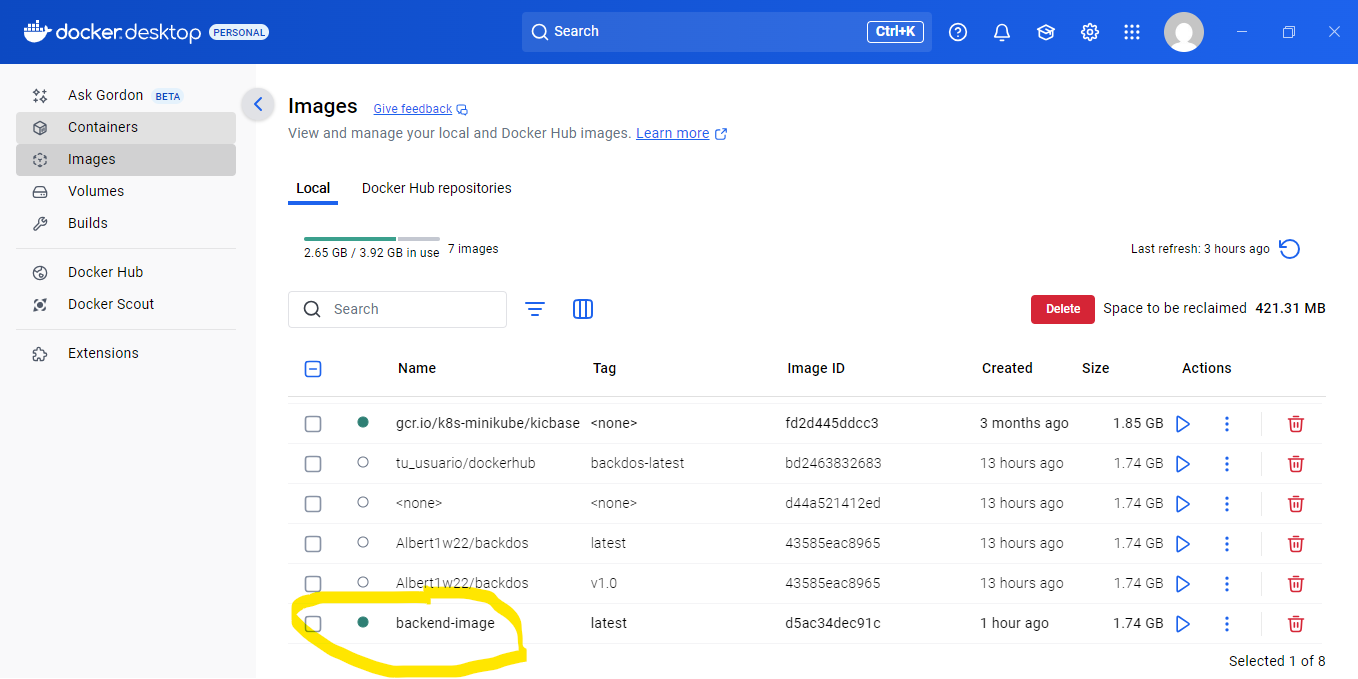 docker.desktop PERSONAL Search Ctrl+K
Ask Gordon BETA
Containers
Images
Volumes
Builds
Docker Hub
Docker Scout
Extensions
Images Give feedback
View and manage your local and Docker Hub images. Learn more
Local Docker Hub repositories
2.65 GB / 3.92 GB in use 7 images Last refresh: 3 hours ago
Search Delete Space to be reclaimed 421.31 MB
Name Tag Image ID Created Size Actions
gcr.io/k8s-minikube/kicbase <none> fd2d445ddcc3 3 months ago 1.85 GB
tu_usuario/dockerhub backdos-latest bd2463832683 13 hours ago 1.74 GB
<none> <none> d44a521412ed 13 hours ago 1.74 GB
Albert1w22/backdos latest 43585eac8965 13 hours ago 1.74 GB
Albert1w22/backdos v1.0 43585eac8965 13 hours ago 1.74 GB
backend-image latest d5ac34dec91c 1 hour ago 1.74 GB
Selected 1 of 8